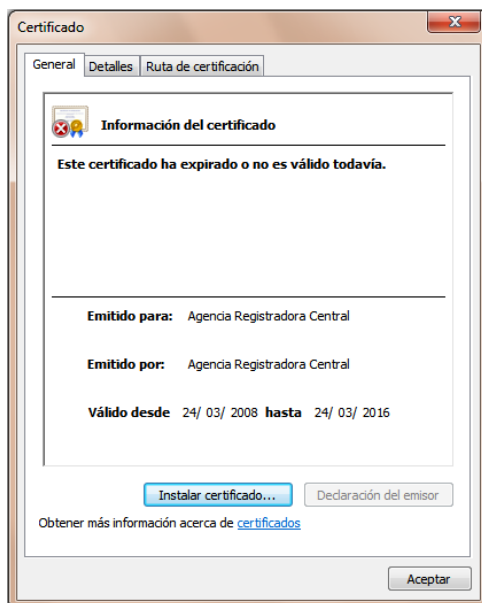 Certificado
General Detalles Ruta de certificación
Información del certificado
Este certificado ha expirado o no es válido todavía.
Emitido para: Agencia Registradora Central
Emitido por: Agencia Registradora Central
Válido desde 24/ 03/ 2008 hasta 24/ 03/ 2016
Instalar certificado... Declaración del emisor
Obtener más información acerca de certificados
Aceptar